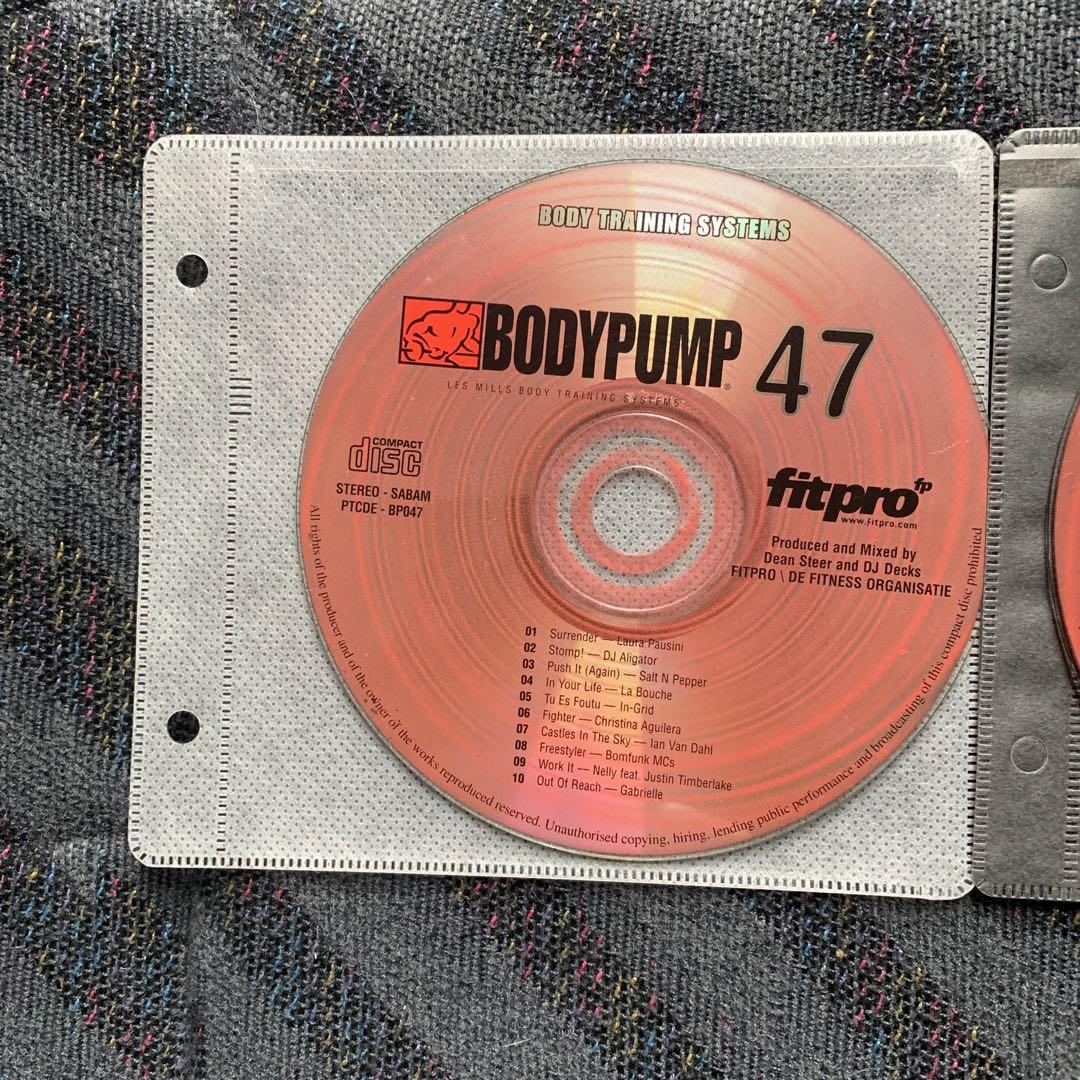 BODY TRAINING SYSTEMS
BODYPUMP® 47
LES MILLS BODY TRAINING SYSTEMS
COMPACT
disc
STEREO - SABAM
PTCDE - BP047
fitpro fp
www.fitpro.com
Produced and Mixed by
Dean Steer and DJ Decks
FITPRO \ DE FITNESS ORGANISATIE
01 Surrender — Laura Pausini
02 Stomp! — DJ Aligator
03 Push It (Again) — Salt N Pepper
04 In Your Life — La Bouche
05 Tu Es Foutu — In-Grid
06 Fighter — Christina Aguilera
07 Castles In The Sky — Ian Van Dahl
08 Freestyler — Bomfunk MCs
09 Work It — Nelly feat. Justin Timberlake
10 Out Of Reach — Gabrielle
All rights of the producer and of the owner of the works reproduced reserved. Unauthorised copying, hiring, lending public performance and broadcasting of this compact disc prohibited